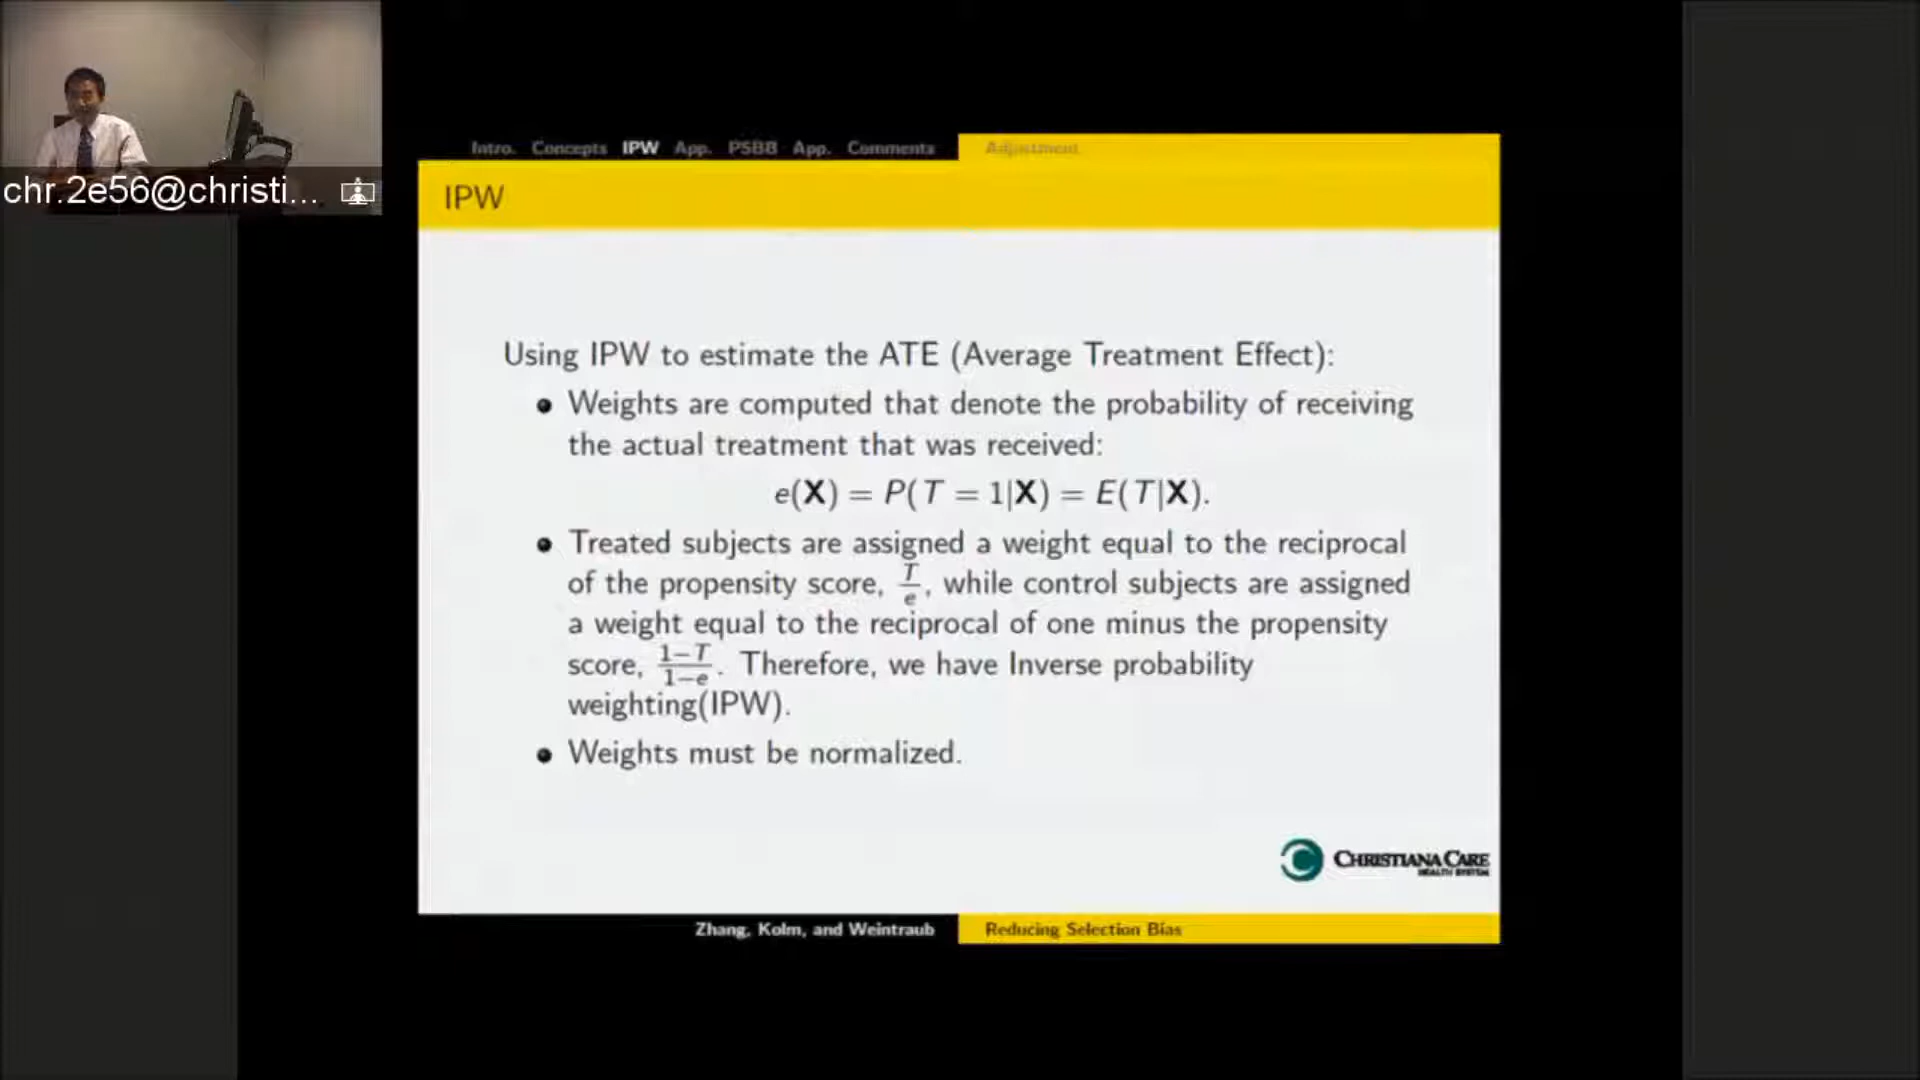 chr.2e56@christi...
Intro. Concepts IPW App. PSBB App. Comments Adjustment
IPW
Using IPW to estimate the ATE (Average Treatment Effect):
● Weights are computed that denote the probability of receiving
the actual treatment that was received:
e(X) = P(T = 1|X) = E(T|X).
● Treated subjects are assigned a weight equal to the reciprocal
of the propensity score, T/e, while control subjects are assigned
a weight equal to the reciprocal of one minus the propensity
score, 1−T/1−e. Therefore, we have Inverse probability
weighting(IPW).
● Weights must be normalized.
CHRISTIANA CARE
HEALTH SYSTEM
Zhang, Kolm, and Weintraub Reducing Selection Bias